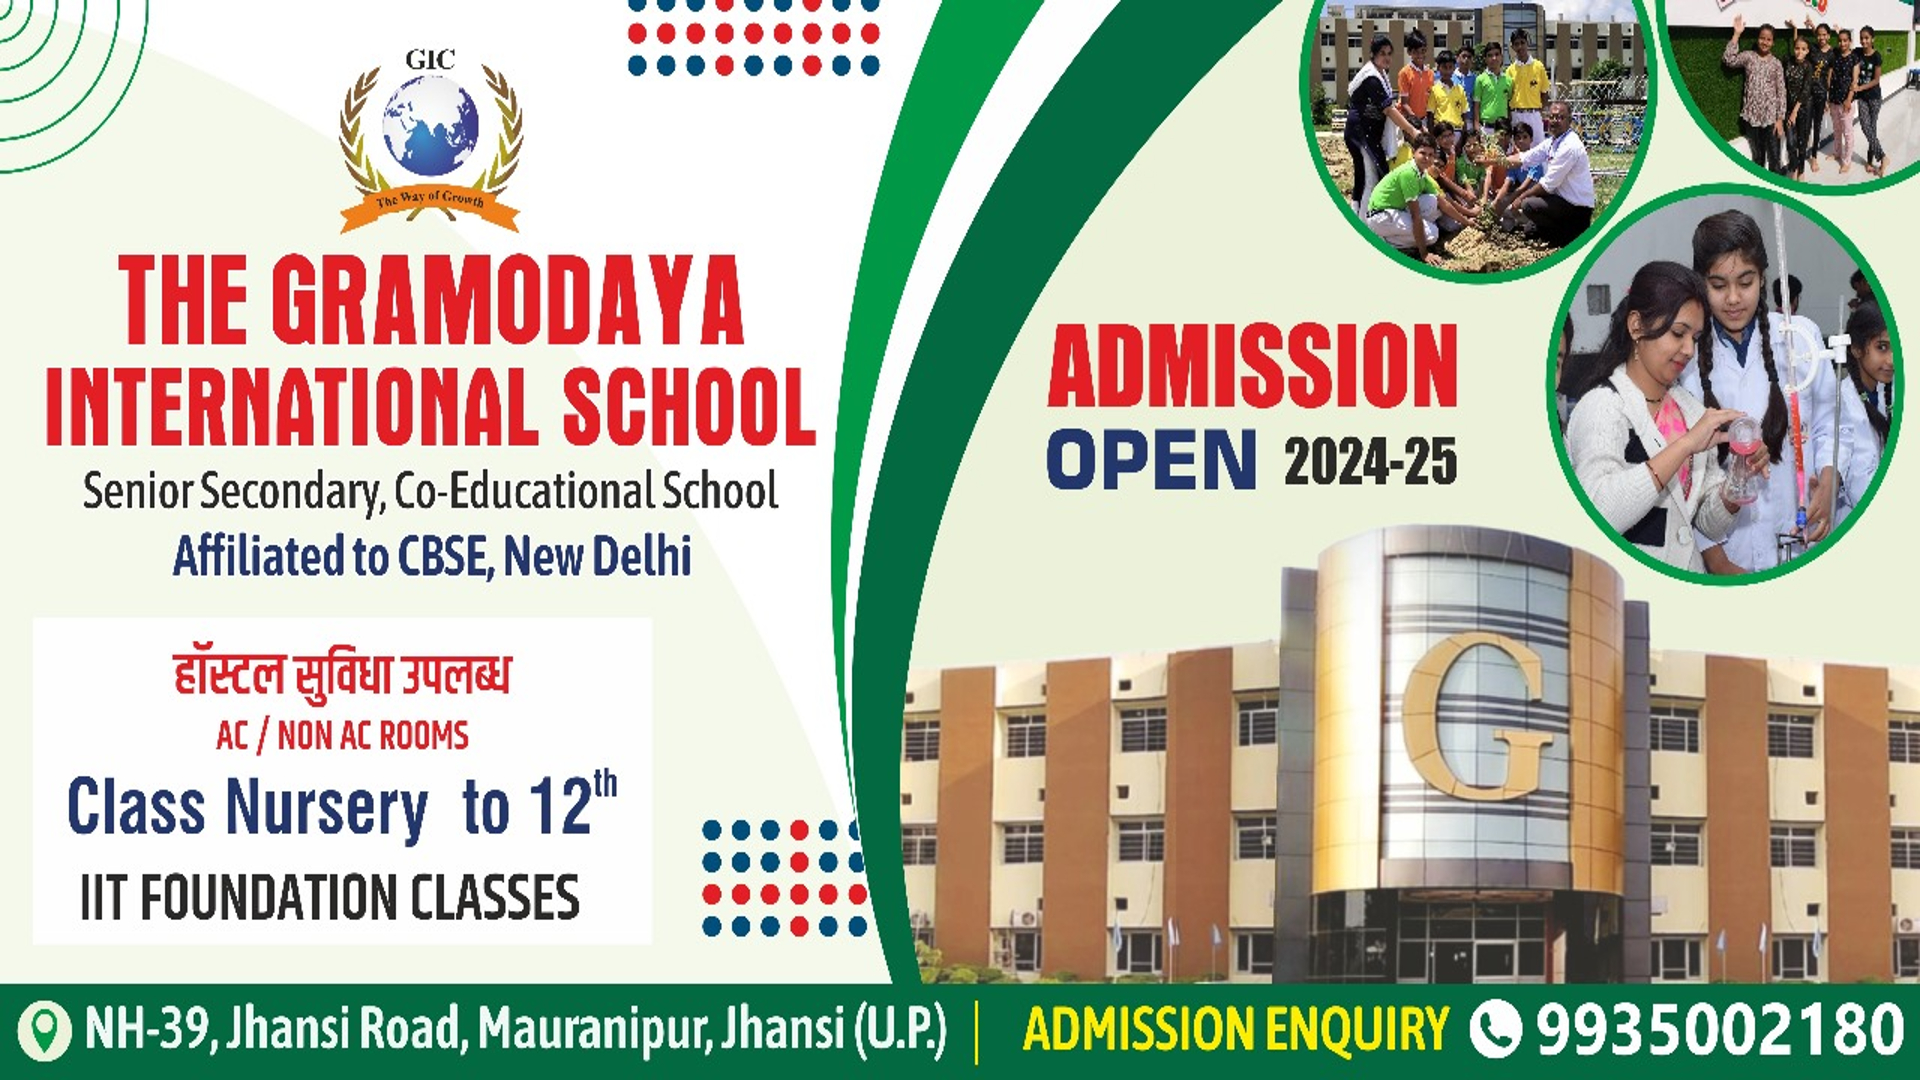 GIC
The Way of Growth
THE GRAMODAYA
INTERNATIONAL SCHOOL
Senior Secondary, Co-Educational School
Affiliated to CBSE, New Delhi
हॉस्टल सुविधा उपलब्ध
AC / NON AC ROOMS
Class Nursery to 12th
IIT FOUNDATION CLASSES
ADMISSION
OPEN 2024-25
G
NH-39, Jhansi Road, Mauranipur, Jhansi (U.P.)
ADMISSION ENQUIRY 9935002180